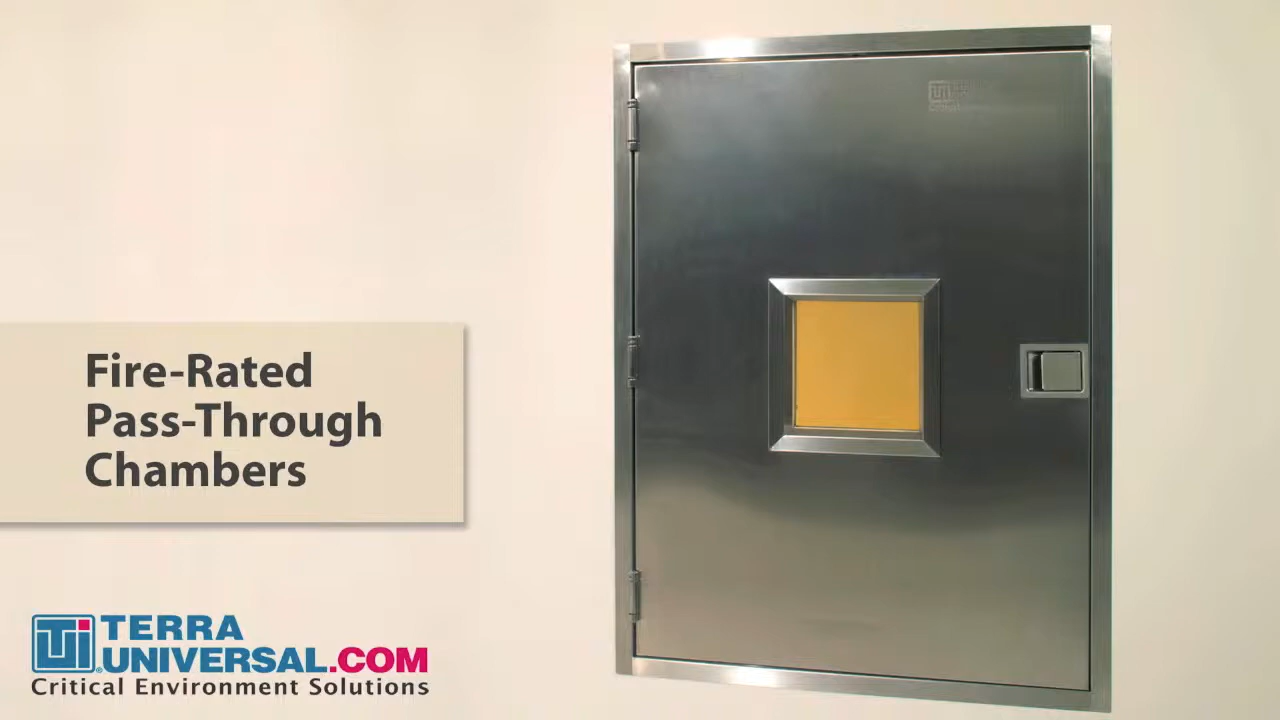 Fire-Rated
Pass-Through
Chambers
TERRA
UNIVERSAL.COM
Critical Environment Solutions